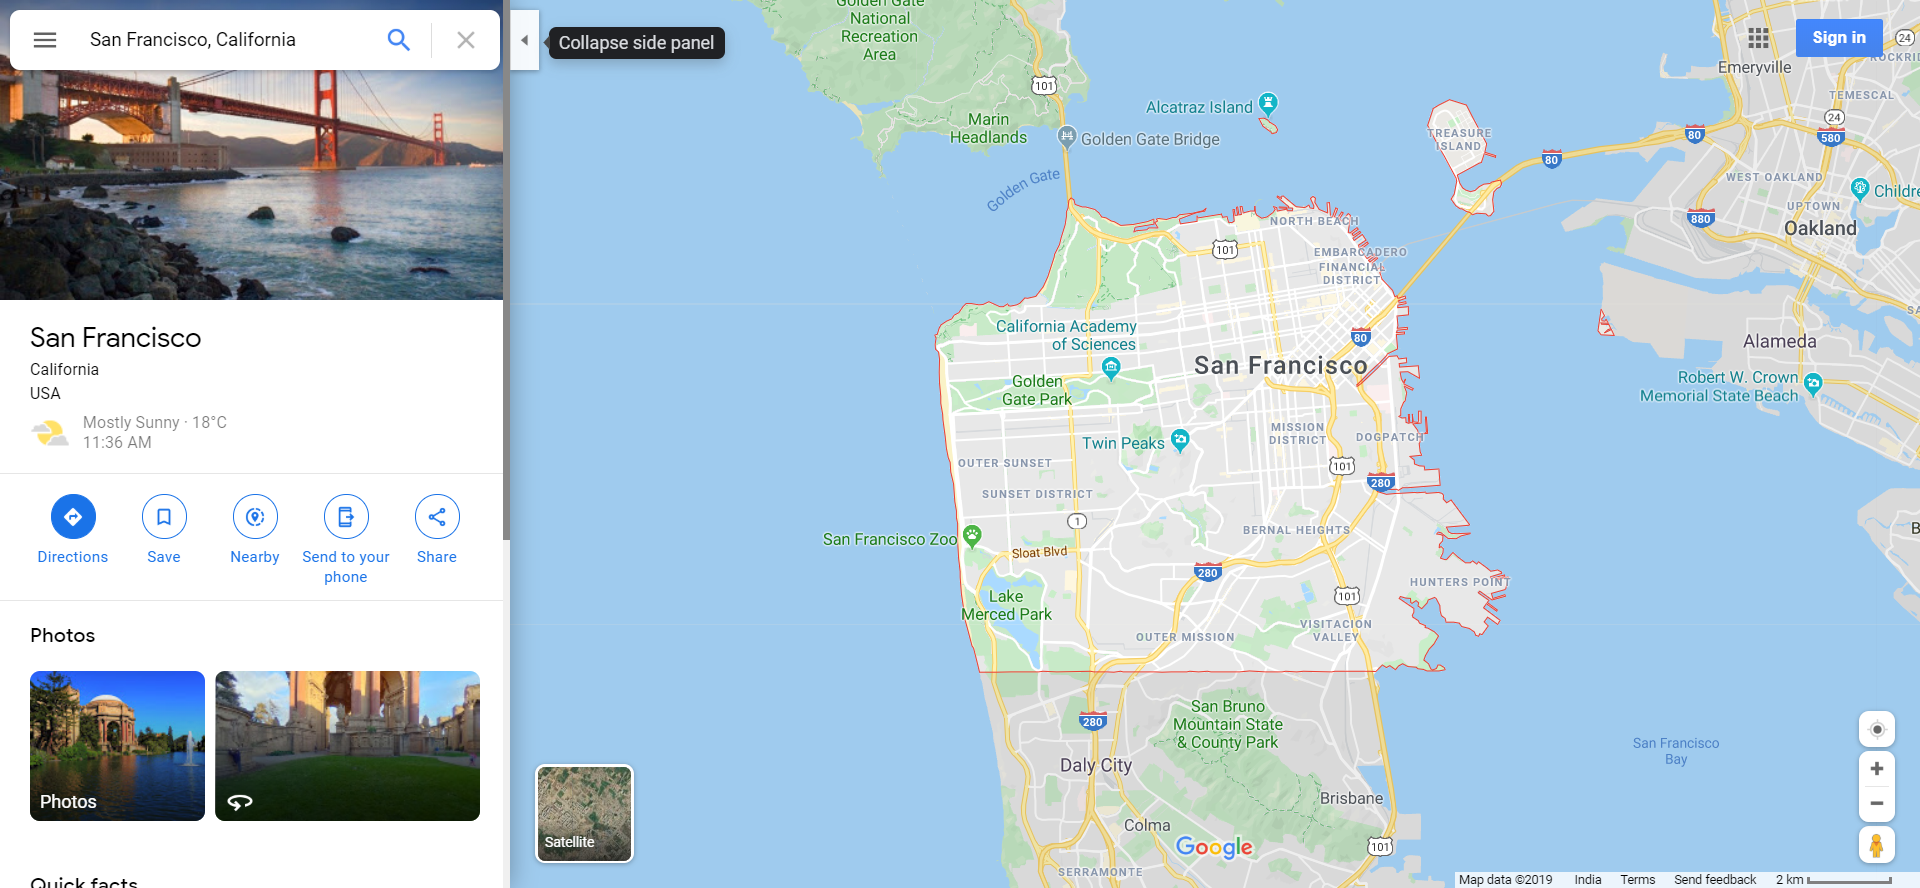 San Francisco, California
Collapse side panel
Sign in
San Francisco
California
USA
Mostly Sunny · 18°C
11:36 AM
Directions
Save
Nearby
Send to your
phone
Share
Photos
Photos
Quick facts
Satellite
Golden Gate
National
Recreation
Area
101
Marin
Headlands
Golden Gate Bridge
Alcatraz Island
Golden Gate
TREASURE
ISLAND
80
80
Emeryville
24
ROCKRI
TEMESCAL
24
580
WEST OAKLAND
Childre
UPTOWN
880
Oakland
NORTH BEACH
101
EMBARCADERO
FINANCIAL
DISTRICT
California Academy
of Sciences
80
San Francisco
Golden
Gate Park
SA
Alameda
Robert W. Crown
Memorial State Beach
Twin Peaks
MISSION
DISTRICT
DOGPATCH
OUTER SUNSET
101
280
SUNSET DISTRICT
1
BERNAL HEIGHTS
B
San Francisco Zoo
Sloat Blvd
280
HUNTERS POINT
Lake
Merced Park
101
VISITACION
VALLEY
OUTER MISSION
San Bruno
Mountain State
& County Park
280
San Francisco
Bay
Daly City
Brisbane
Colma
Google
101
SERRAMONTE
Map data ©2019
India
Terms
Send feedback
2 km